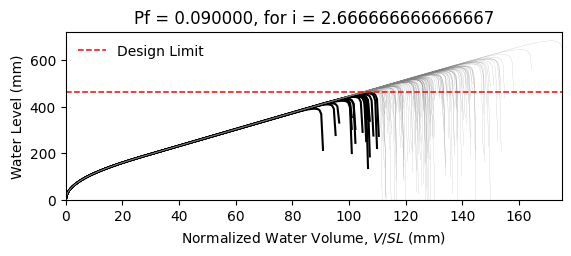 Pf = 0.090000, for i = 2.666666666666667
Design Limit
Water Level (mm)
600
400
200
0
0 20 40 60 80 100 120 140 160
Normalized Water Volume, V/SL (mm)